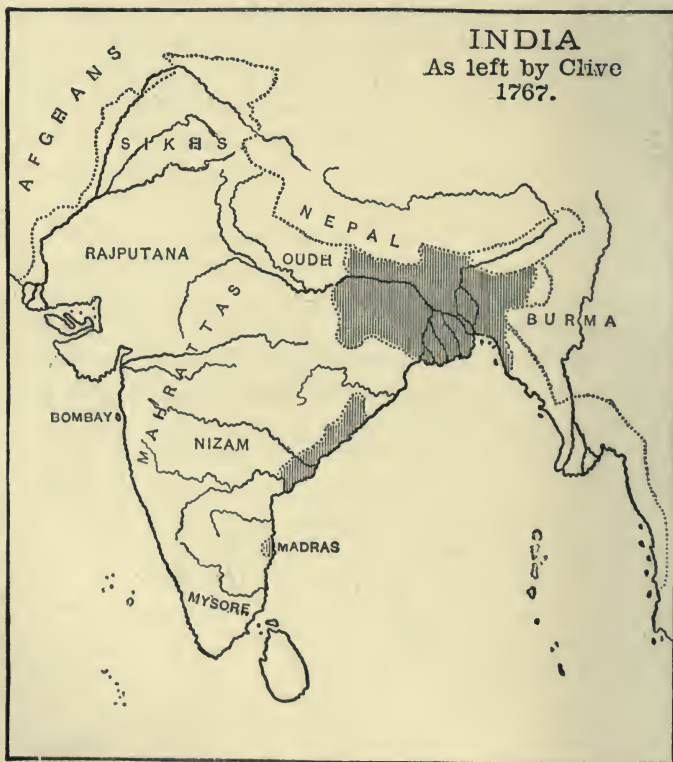 INDIA
As left by Clive
1767.
AFGHANS
SIKHS
NEPAL
RAJPUTANA
OUDH
BURMA
MAHRATTAS
BOMBAY
NIZAM
MADRAS
MYSORE